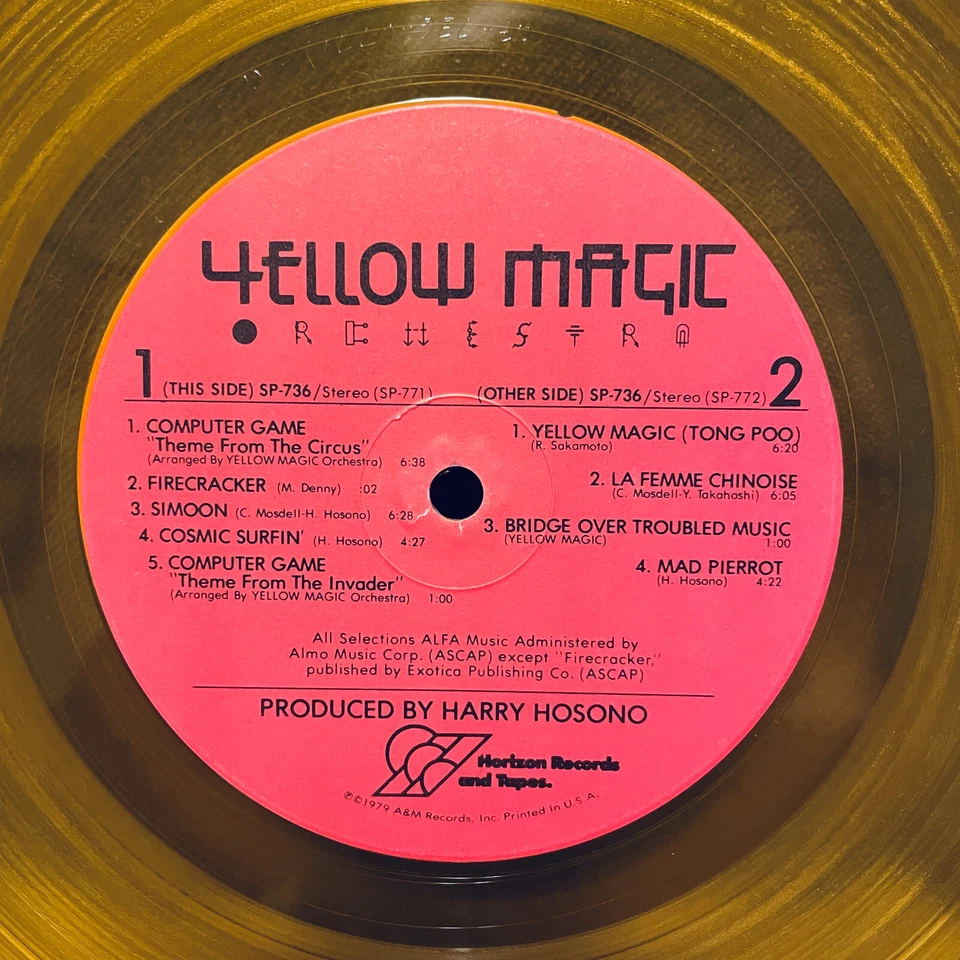 YELLOW MAGIC
ORCHESTRA
1 (THIS SIDE) SP-736/Stereo (SP-771)
1. COMPUTER GAME
"Theme From The Circus"
(Arranged By YELLOW MAGIC Orchestra) 6:38
2. FIRECRACKER (M. Denny) :02
3. SIMOON (C. Mosdell-H. Hosono) 6:28
4. COSMIC SURFIN' (H. Hosono) 4:27
5. COMPUTER GAME
"Theme From The Invader"
(Arranged By YELLOW MAGIC Orchestra) 1:00
(OTHER SIDE) SP-736/Stereo (SP-772) 2
1. YELLOW MAGIC (TONG POO)
(R. Sakamoto) 6:20
2. LA FEMME CHINOISE
(C. Mosdell-Y. Takahashi) 6:05
3. BRIDGE OVER TROUBLED MUSIC
(YELLOW MAGIC) 1:00
4. MAD PIERROT
(H. Hosono) 4:22
All Selections ALFA Music Administered by
Almo Music Corp. (ASCAP) except "Firecracker,"
published by Exotica Publishing Co. (ASCAP)
PRODUCED BY HARRY HOSONO
Horizon Records
and Tapes.
℗©1979 A&M Records, Inc. Printed In U.S.A.